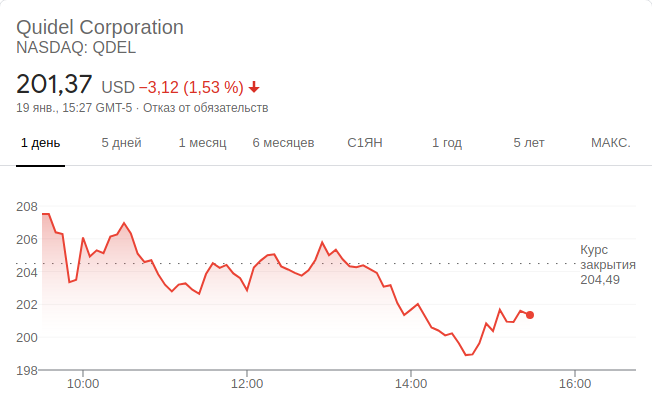 Quidel Corporation
NASDAQ: QDEL
201,37 USD −3,12 (1,53 %)
19 янв., 15:27 GMT-5 · Отказ от обязательств
1 день 5 дней 1 месяц 6 месяцев С1ЯН 1 год 5 лет МАКС.
208
206
204
202
200
198
Курс
закрытия
204,49
10:00 12:00 14:00 16:00